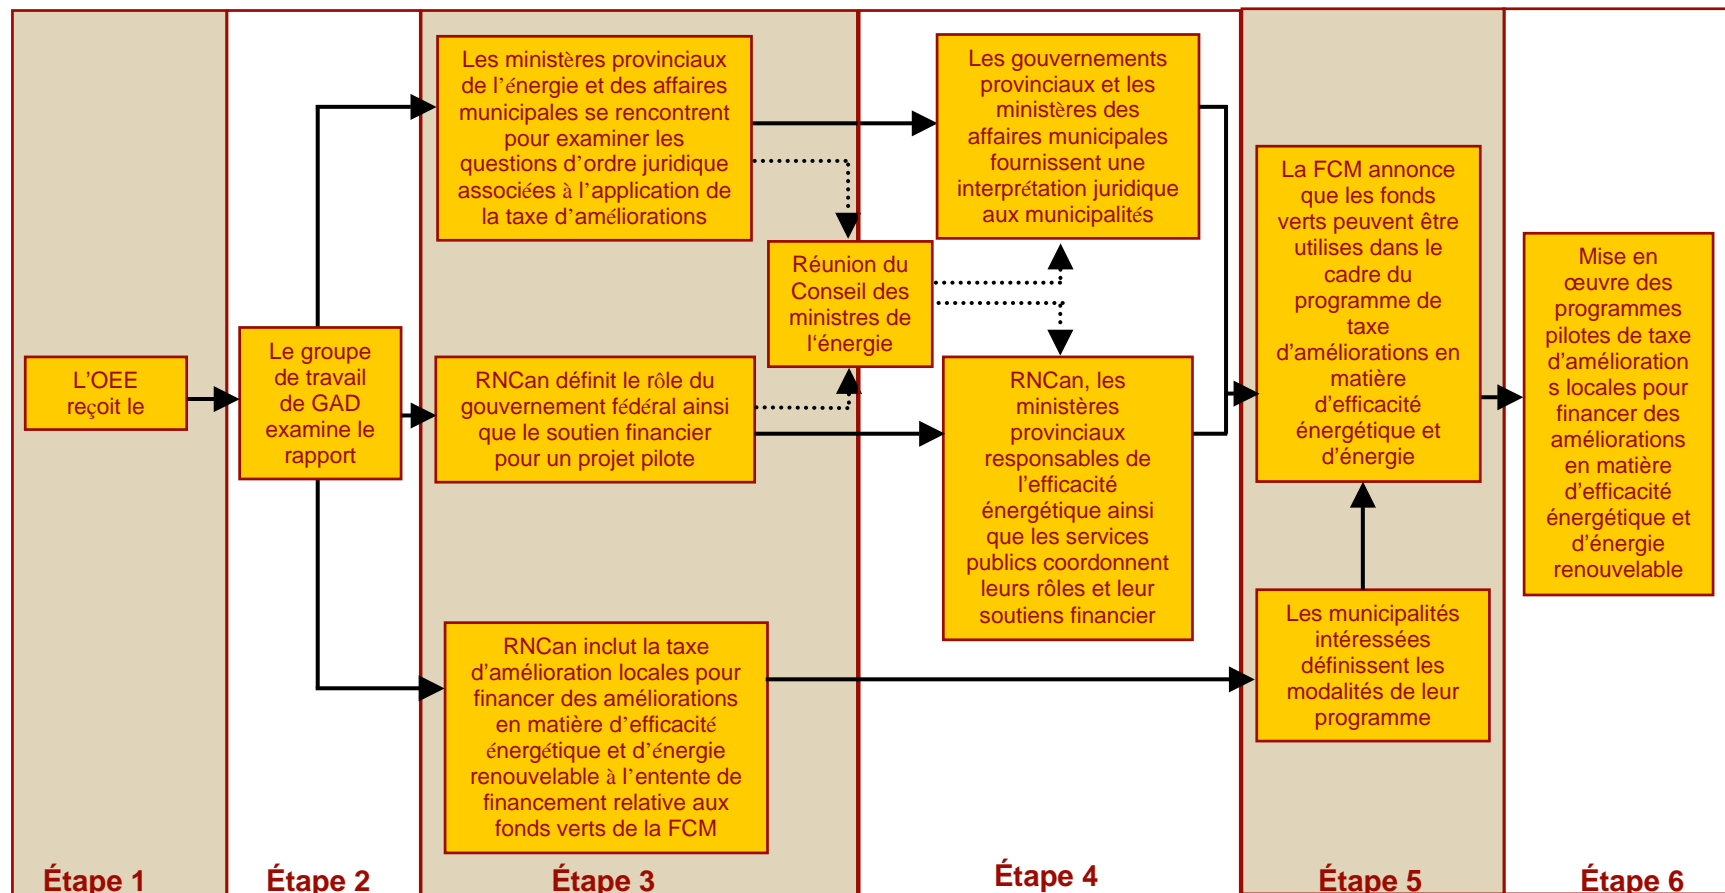 L'OEE
reçoit le
Le groupe
de travail
de GAD
examine le
rapport
Les ministères provinciaux
de l'énergie et des affaires
municipales se rencontrent
pour examiner les
questions d'ordre juridique
associées à l'application de
la taxe d'améliorations
RNCan définit le rôle du
gouvernement fédéral ainsi
que le soutien financier
pour un projet pilote
RNCan inclut la taxe
d'amélioration locales pour
financer des améliorations
en matière d'efficacité
énergétique et d'énergie
renouvelable à l'entente de
financement relative aux
fonds verts de la FCM
Réunion du
Conseil des
ministres de
l'énergie
Les gouvernements
provinciaux et les
ministères des
affaires municipales
fournissent une
interprétation juridique
aux municipalités
RNCan, les
ministères
provinciaux
responsables de
l'efficacité
énergétique ainsi
que les services
publics coordonnent
leurs rôles et leur
soutiens financier
La FCM annonce
que les fonds
verts peuvent être
utilises dans le
cadre du
programme de
taxe
d'améliorations en
matière
d'efficacité
énergétique et
d'énergie
Les municipalités
intéressées
définissent les
modalités de leur
programme
Mise en
œuvre des
programmes
pilotes de taxe
d'amélioration
s locales pour
financer des
améliorations
en matière
d'efficacité
énergétique et
d'énergie
renouvelable
Étape 1
Étape 2
Étape 3
Étape 4
Étape 5
Étape 6